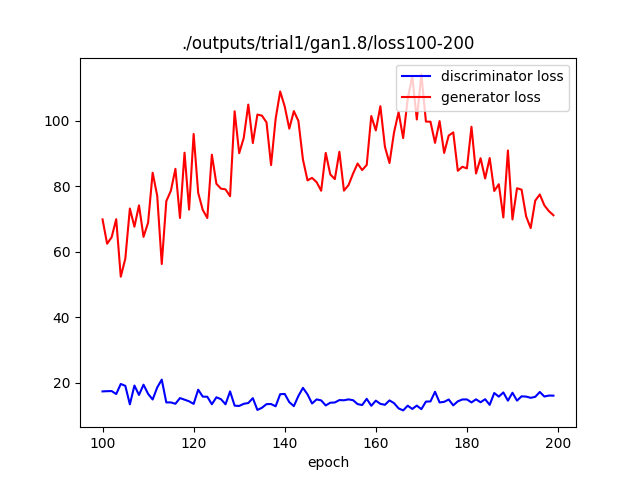 ./outputs/trial1/gan1.8/loss100-200
discriminator loss
generator loss
100
80
60
40
20
100 120 140 160 180 200
epoch